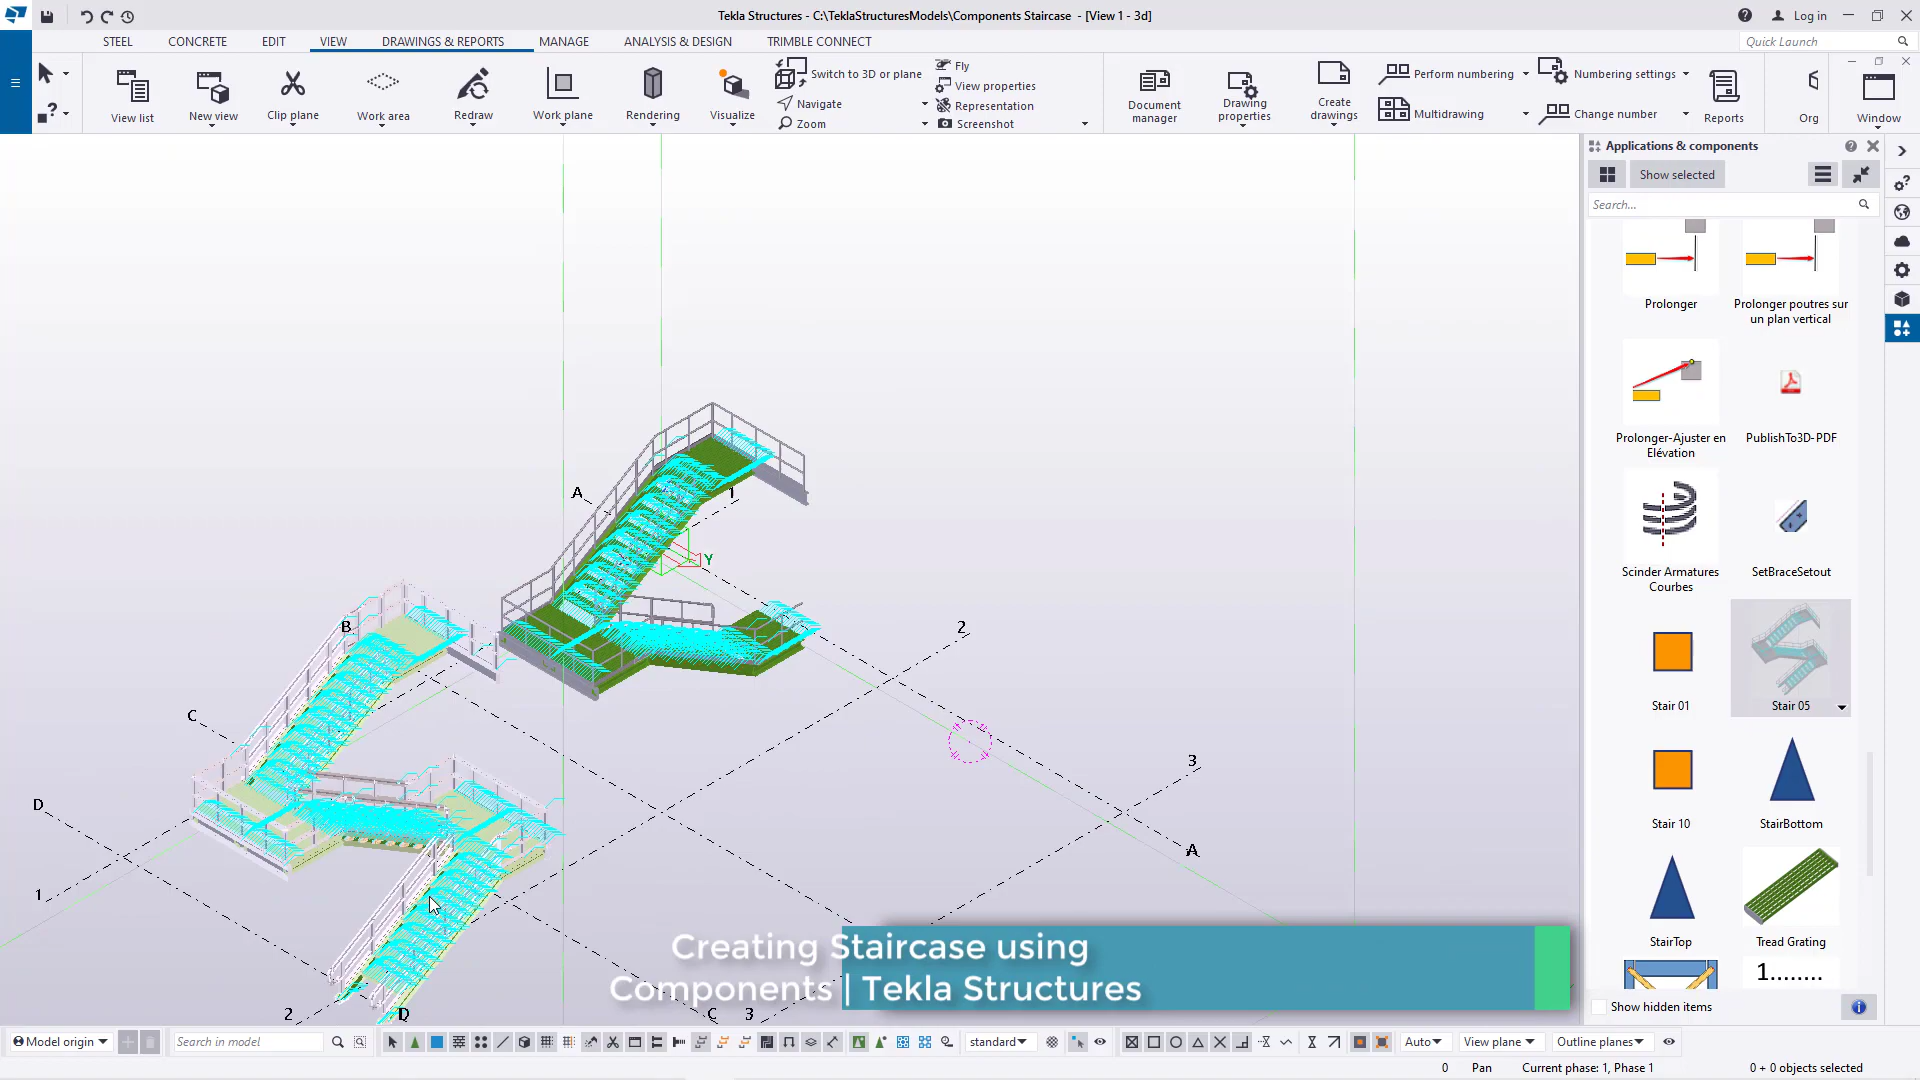 Tekla Structures - C:\TeklaStructuresModels\Components Staircase - [View 1 - 3d]
Log in
STEEL
CONCRETE
EDIT
VIEW
DRAWINGS & REPORTS
MANAGE
ANALYSIS & DESIGN
TRIMBLE CONNECT
Quick Launch
View list
New view
Clip plane
Work area
Redraw
Work plane
Rendering
Visualize
Switch to 3D or plane
Navigate
Zoom
Fly
View properties
Representation
Screenshot
Document manager
Drawing properties
Create drawings
Perform numbering
Multidrawing
Numbering settings
Change number
Reports
Org
Window
Applications & components
Show selected
Search...
Prolonger
Prolonger poutres sur un plan vertical
Prolonger-Ajuster en Elévation
PublishTo3D-PDF
Scinder Armatures Courbes
SetBraceSetout
Stair 01
Stair 05
Stair 10
StairBottom
StairTop
Tread Grating
1........
Show hidden items
A
1
Y
B
2
C
3
D
A
1
2
D
C
3
Creating Staircase using
Components | Tekla Structures
Model origin
Search in model
standard
Auto
View plane
Outline planes
0
Pan
Current phase: 1, Phase 1
0 + 0 objects selected